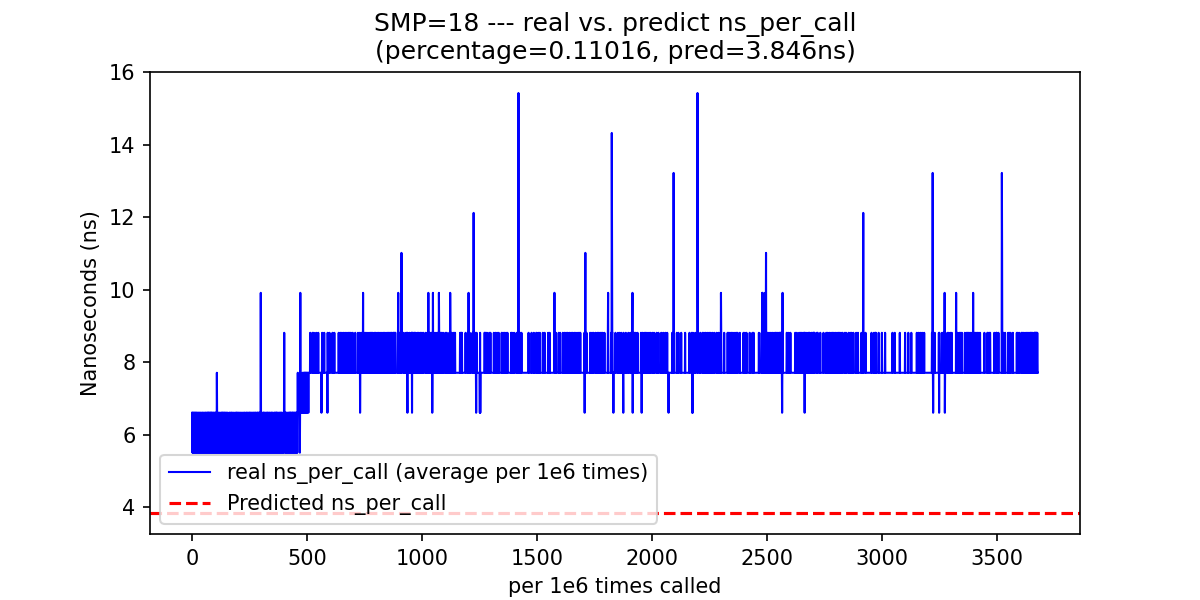 SMP=18 --- real vs. predict ns_per_call
(percentage=0.11016, pred=3.846ns)
16
14
12
10
8
6
4
Nanoseconds (ns)
real ns_per_call (average per 1e6 times)
Predicted ns_per_call
0 500 1000 1500 2000 2500 3000 3500
per 1e6 times called